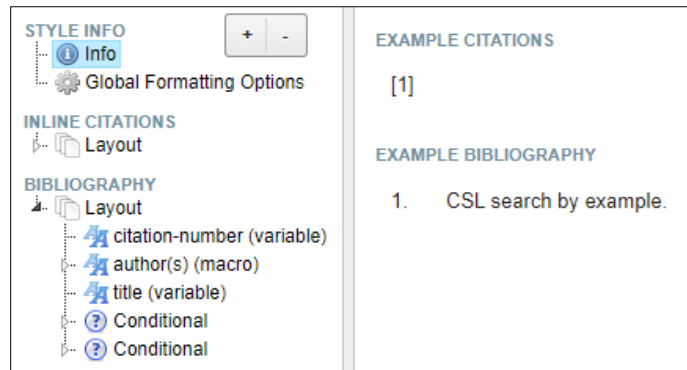 STYLE INFO
+ -
Info
Global Formatting Options
INLINE CITATIONS
Layout
BIBLIOGRAPHY
Layout
citation-number (variable)
author(s) (macro)
title (variable)
Conditional
Conditional
EXAMPLE CITATIONS
[1]
EXAMPLE BIBLIOGRAPHY
1. CSL search by example.